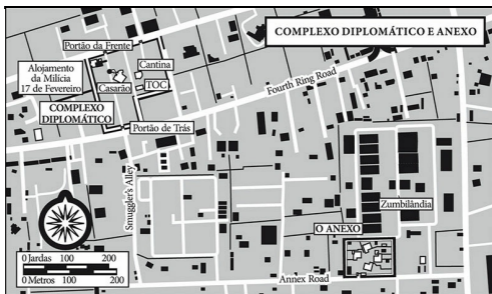 COMPLEXO DIPLOMÁTICO E ANEXO
Portão da Frente
Alojamento
da Milícia
17 de Fevereiro
Cantina
Casarão
TOC
COMPLEXO
DIPLOMÁTICO
Portão de Trás
Fourth Ring Road
Smuggler's Alley
Zumbilândia
O ANEXO
Annex Road
0 Jardas 100 200
0 Metros 100 200